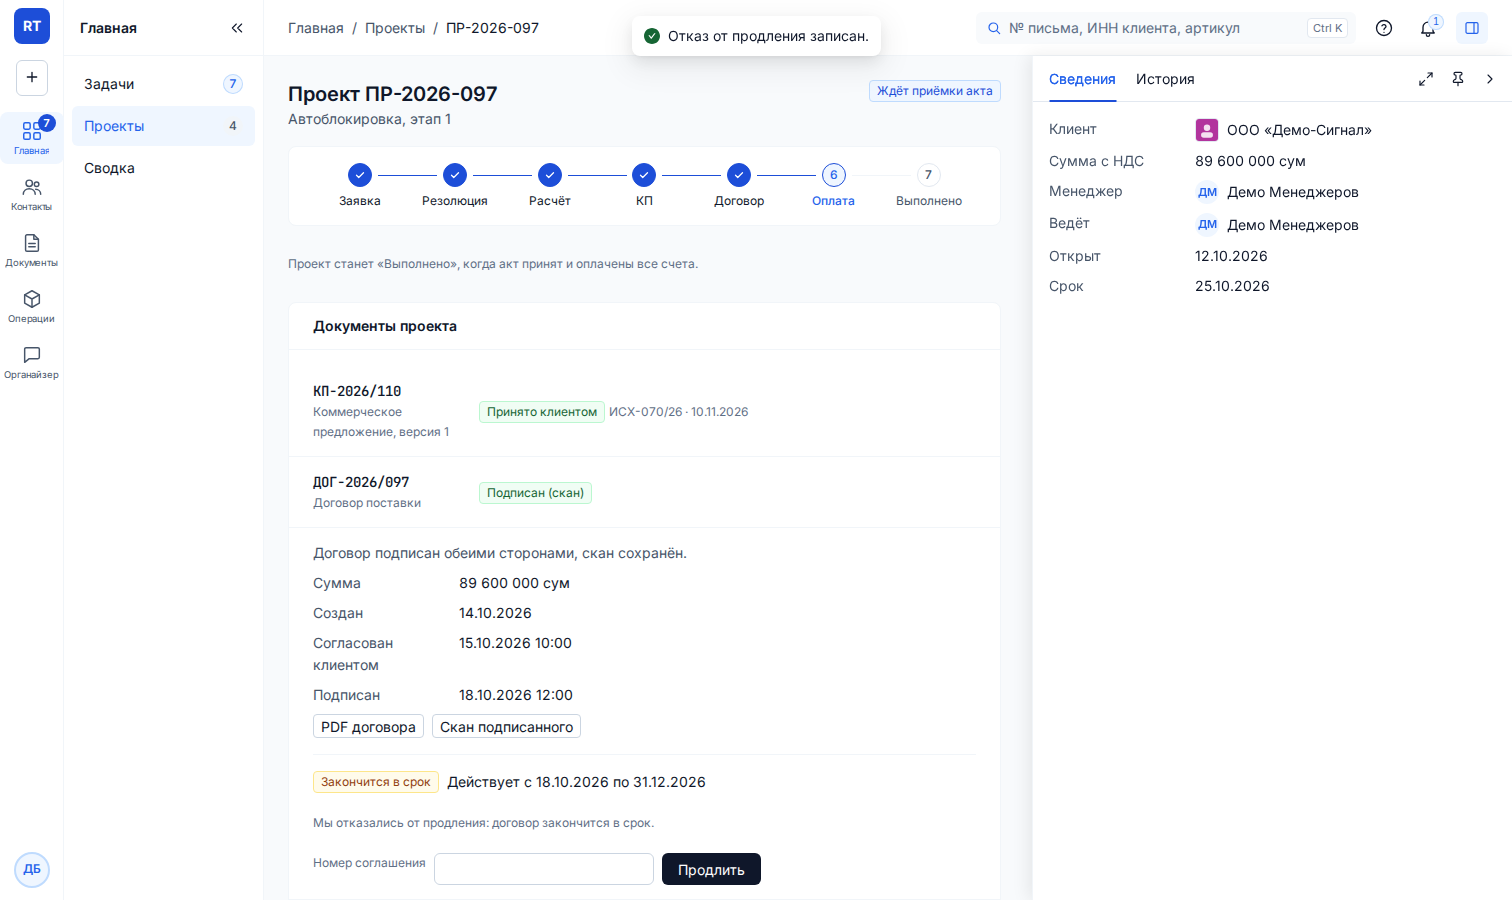 RT
Главная
Главная / Проекты / ПР-2026-097
Отказ от продления записан.
№ письма, ИНН клиента, артикул
Ctrl K
1
7
Главная
Контакты
Документы
Операции
Органайзер
ДБ
Задачи 7
Проекты 4
Сводка
Проект ПР-2026-097
Ждёт приёмки акта
Автоблокировка, этап 1
6 7
Заявка Резолюция Расчёт КП Договор Оплата Выполнено
Проект станет «Выполнено», когда акт принят и оплачены все счета.
Документы проекта
КП-2026/110
Коммерческое
предложение, версия 1
Принято клиентом ИСХ-070/26 · 10.11.2026
ДОГ-2026/097
Договор поставки
Подписан (скан)
Договор подписан обеими сторонами, скан сохранён.
Сумма 89 600 000 сум
Создан 14.10.2026
Согласован
клиентом
15.10.2026 10:00
Подписан 18.10.2026 12:00
PDF договора Скан подписанного
Закончится в срок Действует с 18.10.2026 по 31.12.2026
Мы отказались от продления: договор закончится в срок.
Номер соглашения Продлить
Сведения История
Клиент ООО «Демо-Сигнал»
Сумма с НДС 89 600 000 сум
Менеджер ДМ Демо Менеджеров
Ведёт ДМ Демо Менеджеров
Открыт 12.10.2026
Срок 25.10.2026